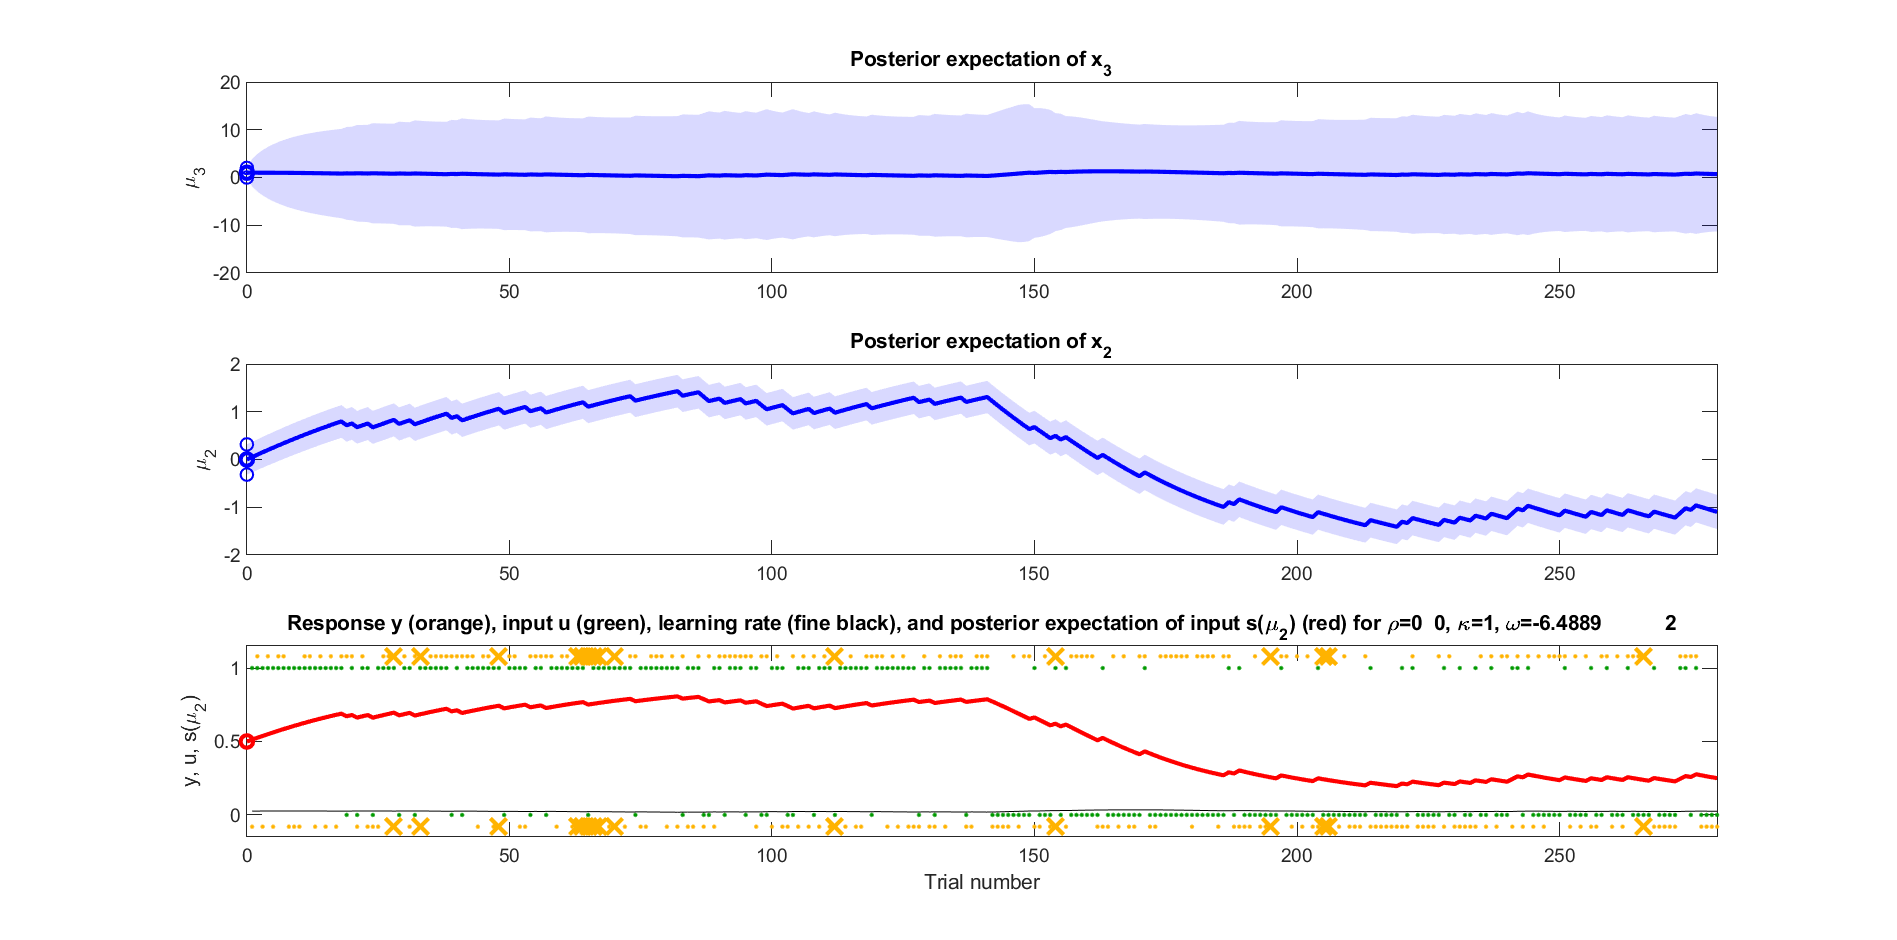 Posterior expectation of x3
20
10
0
-10
-20
μ3
0 50 100 150 200 250
Posterior expectation of x2
2
1
0
-1
-2
μ2
0 50 100 150 200 250
Response y (orange), input u (green), learning rate (fine black), and posterior expectation of input s(μ2) (red) for ρ=0 0, κ=1, ω=-6.4889 2
1
0.5
0
y, u, s(μ2)
0 50 100 150 200 250
Trial number